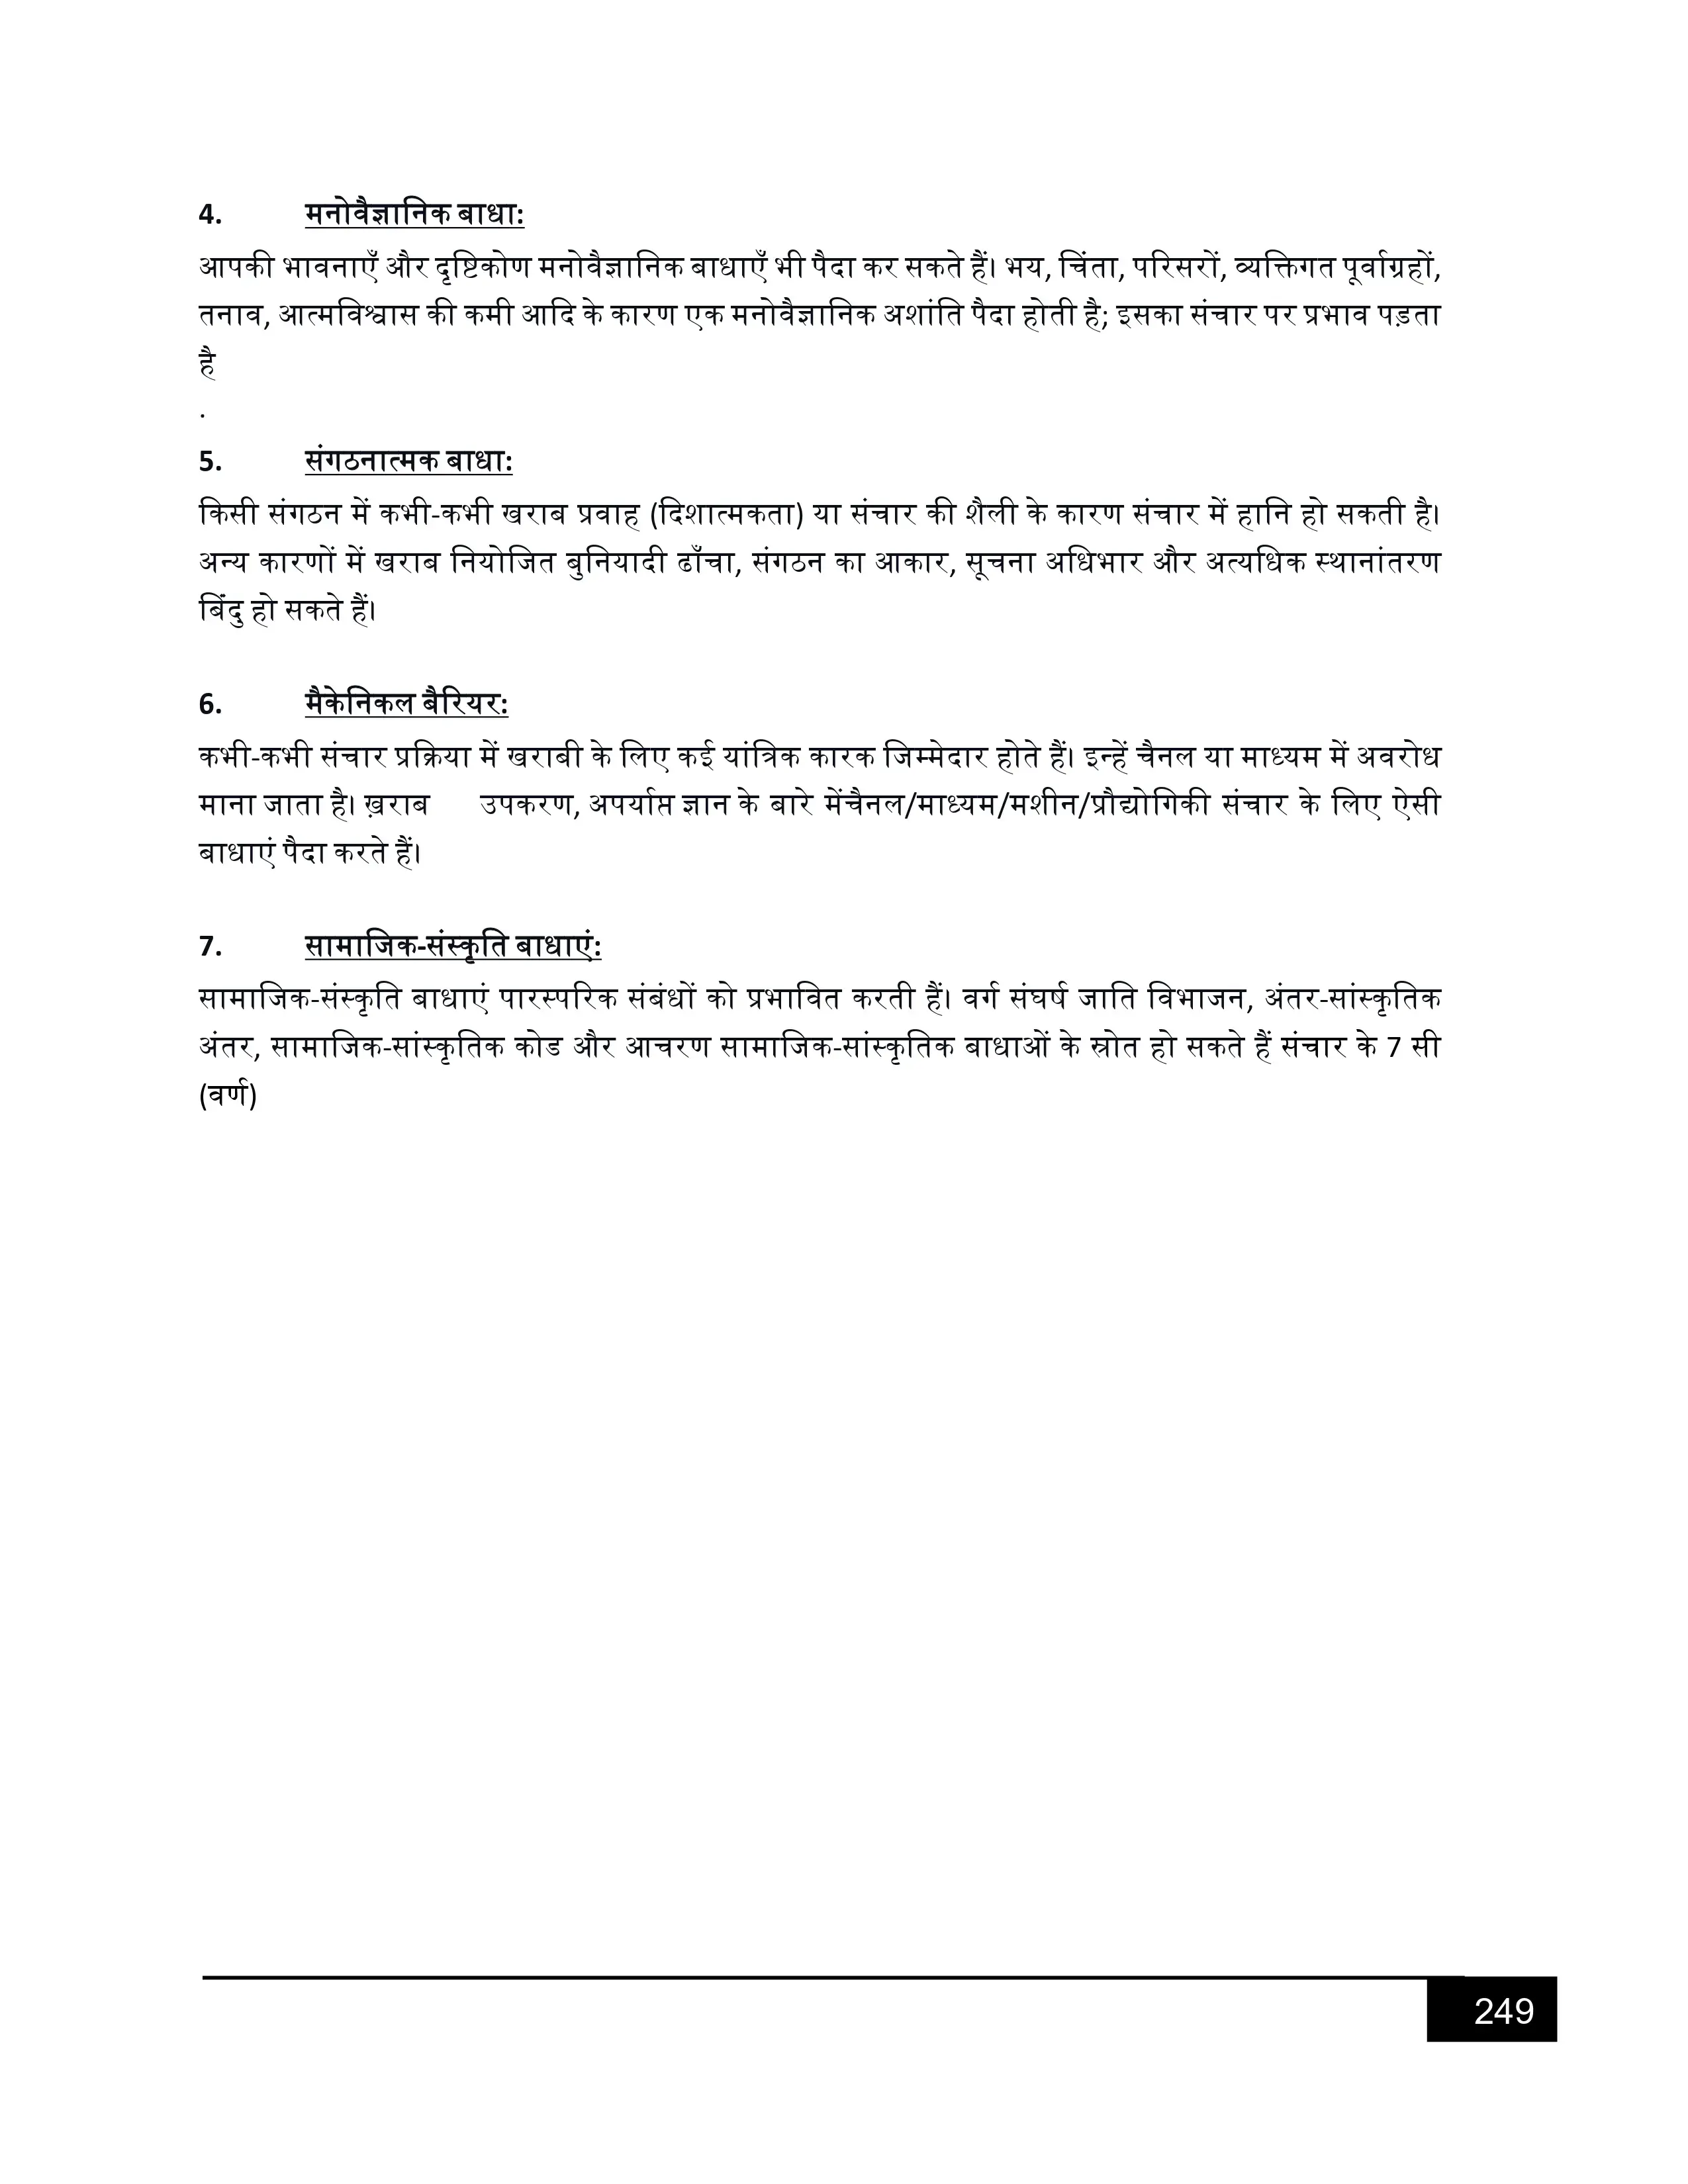 4. मनोवैज्ञानिक बाधा:
आपकी भावनाएँ और दृष्टिकोण मनोवैज्ञानिक बाधाएँ भी पैदा कर सकते हैं। भय, चिंता, परिसरों, व्यक्तिगत पूर्वाग्रहों,
तनाव, आत्मविश्वास की कमी आदि के कारण एक मनोवैज्ञानिक अशांति पैदा होती है; इसका संचार पर प्रभाव पड़ता
है
.
5. संगठनात्मक बाधा:
किसी संगठन में कभी-कभी खराब प्रवाह (दिशात्मकता) या संचार की शैली के कारण संचार में हानि हो सकती है।
अन्य कारणों में खराब नियोजित बुनियादी ढाँचा, संगठन का आकार, सूचना अधिभार और अत्यधिक स्थानांतरण
बिंदु हो सकते हैं।
6. मैकेनिकल बैरियर:
कभी-कभी संचार प्रक्रिया में खराबी के लिए कई यांत्रिक कारक जिम्मेदार होते हैं। इन्हें चैनल या माध्यम में अवरोध
माना जाता है। ख़राब उपकरण, अपर्याप्त ज्ञान के बारे मेंचैनल/माध्यम/मशीन/प्रौद्योगिकी संचार के लिए ऐसी
बाधाएं पैदा करते हैं।
7. सामाजिक-संस्कृति बाधाएं:
सामाजिक-संस्कृति बाधाएं पारस्परिक संबंधों को प्रभावित करती हैं। वर्ग संघर्ष जाति विभाजन, अंतर-सांस्कृतिक
अंतर, सामाजिक-सांस्कृतिक कोड और आचरण सामाजिक-सांस्कृतिक बाधाओं के स्रोत हो सकते हैं संचार के 7 सी
(वर्ण)
249